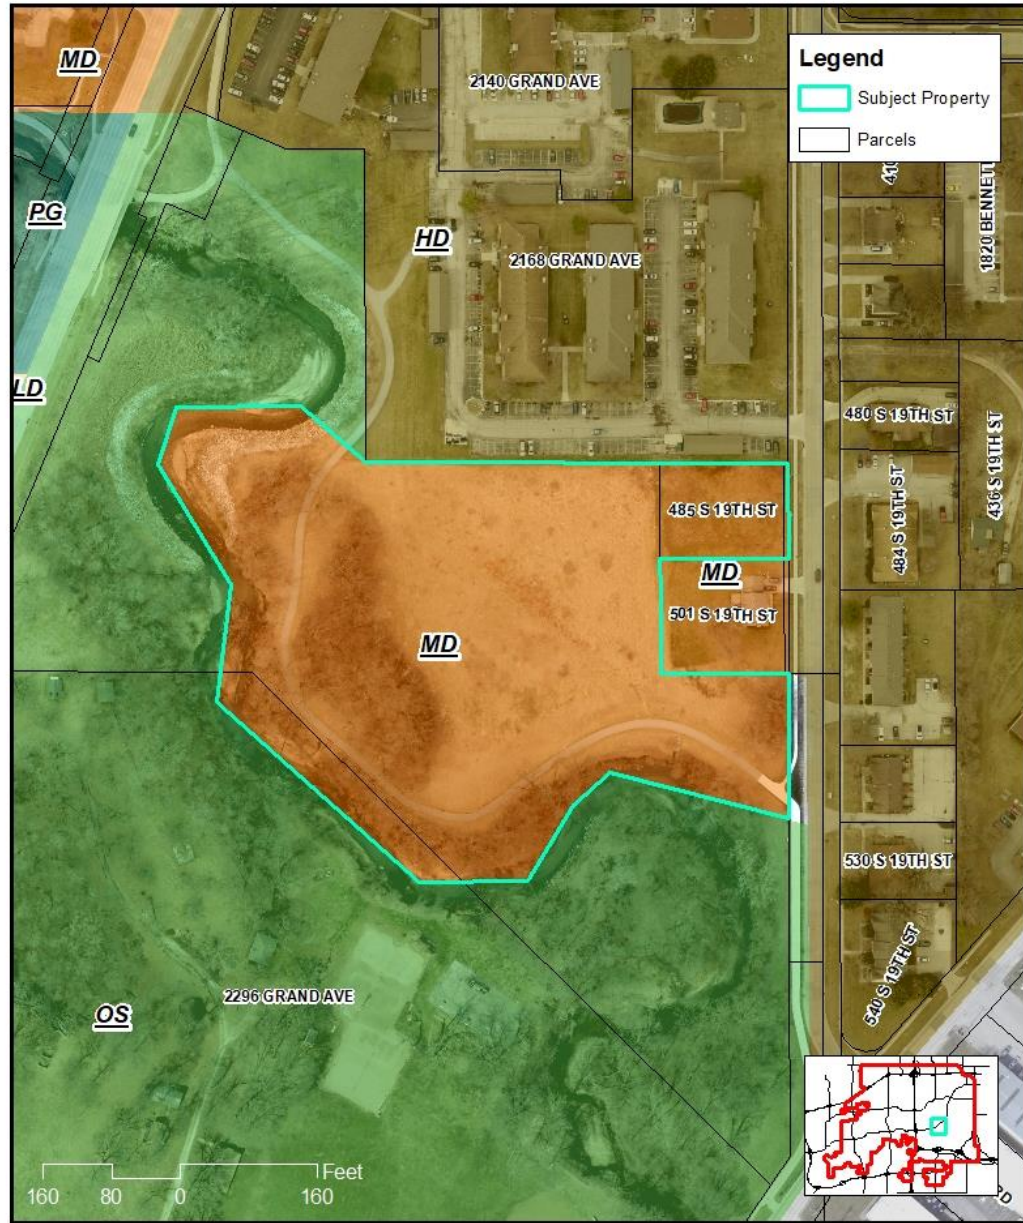 MD
2140 GRAND AVE
Legend
Subject Property
Parcels
1820 BENNETT
PG
HD
2168 GRAND AVE
LD
480 S 19TH ST
436 S 19TH ST
484 S 19TH ST
485 S 19TH ST
MD
501 S 19TH ST
MD
530 S 19TH ST
540 S 19TH ST
2296 GRAND AVE
OS
Feet
160 80 0 160